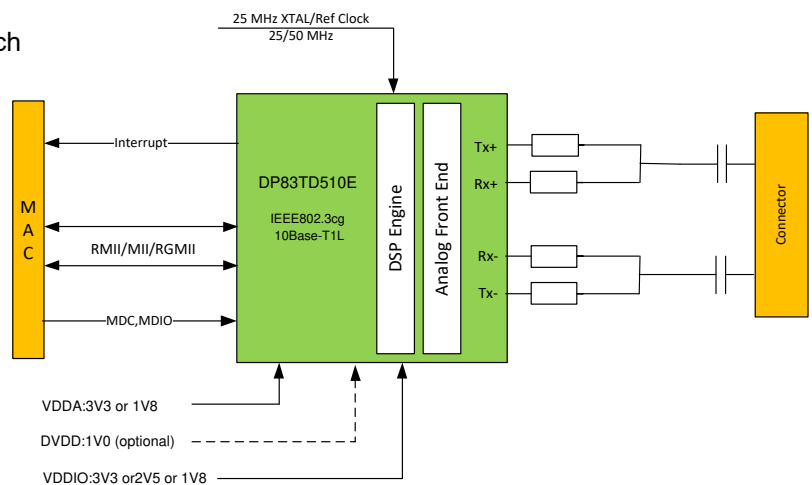 25 MHz XTAL/Ref Clock
25/50 MHz
ch
MAC
Interrupt
RMII/MII/RGMII
MDC,MDIO
DP83TD510E
IEEE802.3cg
10Base-T1L
DSP Engine
Analog Front End
Tx+
Rx+
Rx-
Tx-
Connector
VDDA:3V3 or 1V8
DVDD:1V0 (optional)
VDDIO:3V3 or2V5 or 1V8